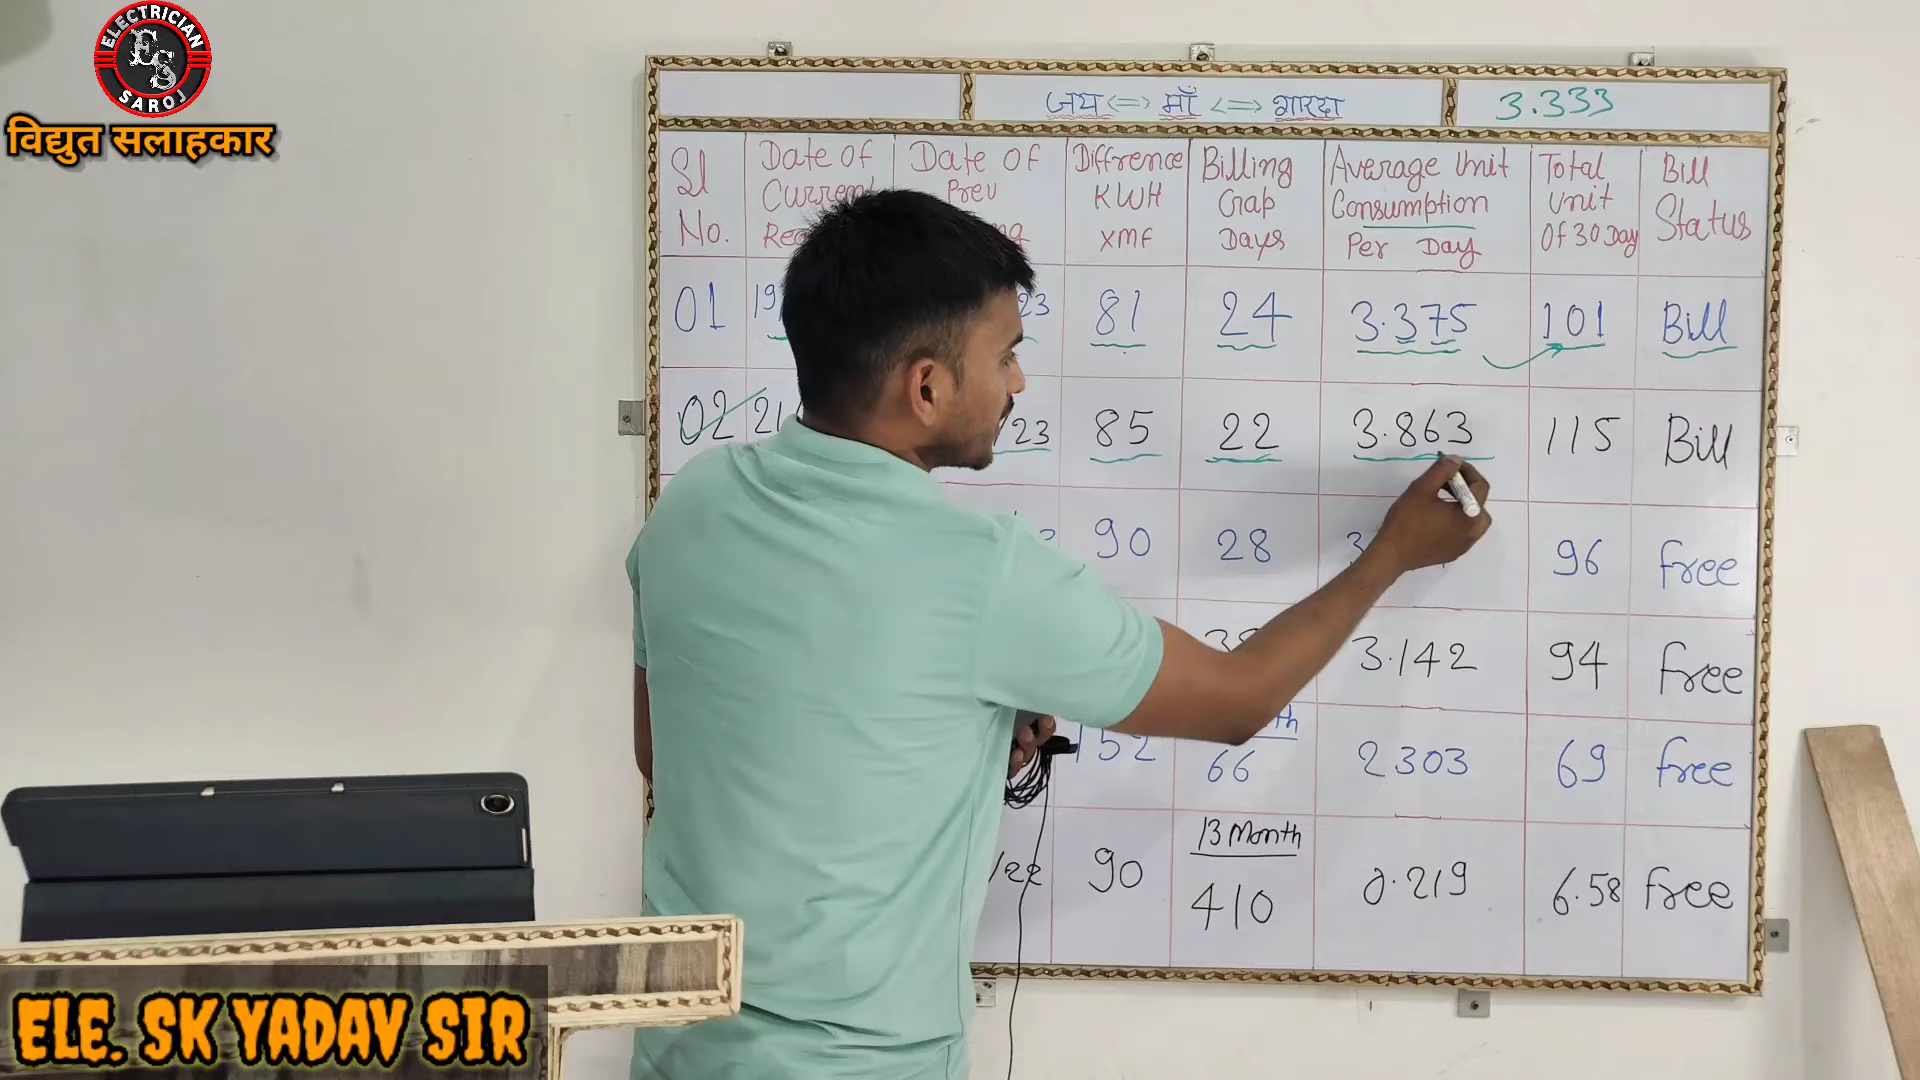 ELECTRICIAN
ES
SAROJ
विद्युत सलाहकार
जय <=> माँ <=> शारदा
3.333
Sl
No.
Date Of
Date Of
Prev
Diffrence
KWH
XMF
Billing
Gap
Days
Average Unit
Consumption
Per Day
Total
Unit
Of 30 Day
Bill
Status
01
81
24
3.375
101
Bill
02
/23
85
22
3.863
115
Bill
90
28
96
Free
3.142
94
Free
152
66
2303
69
Free
/22
90
13 Month
410
0.219
6.58
Free
ELE. SK YADAV SIR